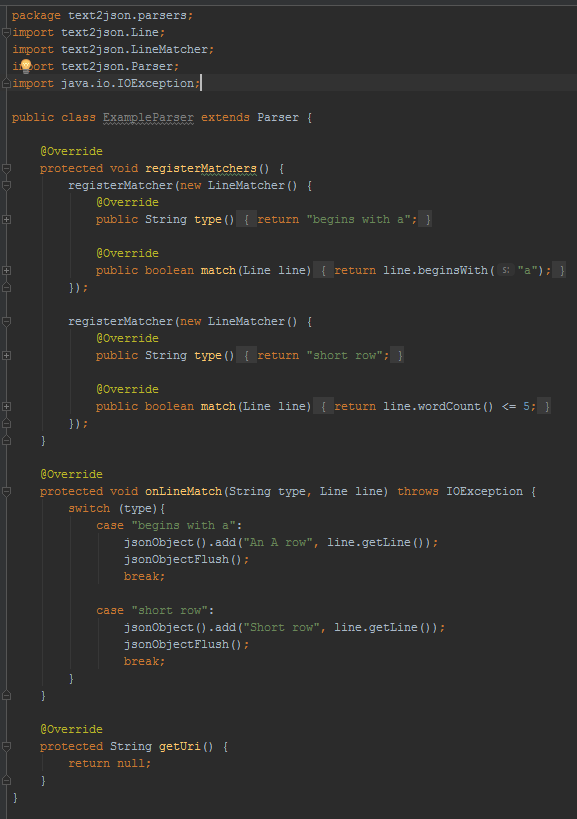 package text2json.parsers;
import text2json.Line;
import text2json.LineMatcher;
import text2json.Parser;
import java.io.IOException;

public class ExampleParser extends Parser {

    @Override
    protected void registerMatchers() {
        registerMatcher(new LineMatcher() {
            @Override
            public String type() { return "begins with a"; }

            @Override
            public boolean match(Line line) { return line.beginsWith( s: "a"); }
        });

        registerMatcher(new LineMatcher() {
            @Override
            public String type() { return "short row"; }

            @Override
            public boolean match(Line line) { return line.wordCount() <= 5; }
        });
    }

    @Override
    protected void onLineMatch(String type, Line line) throws IOException {
        switch (type){
            case "begins with a":
                jsonObject().add("An A row", line.getLine());
                jsonObjectFlush();
                break;

            case "short row":
                jsonObject().add("Short row", line.getLine());
                jsonObjectFlush();
                break;
        }
    }

    @Override
    protected String getUri() {
        return null;
    }
}